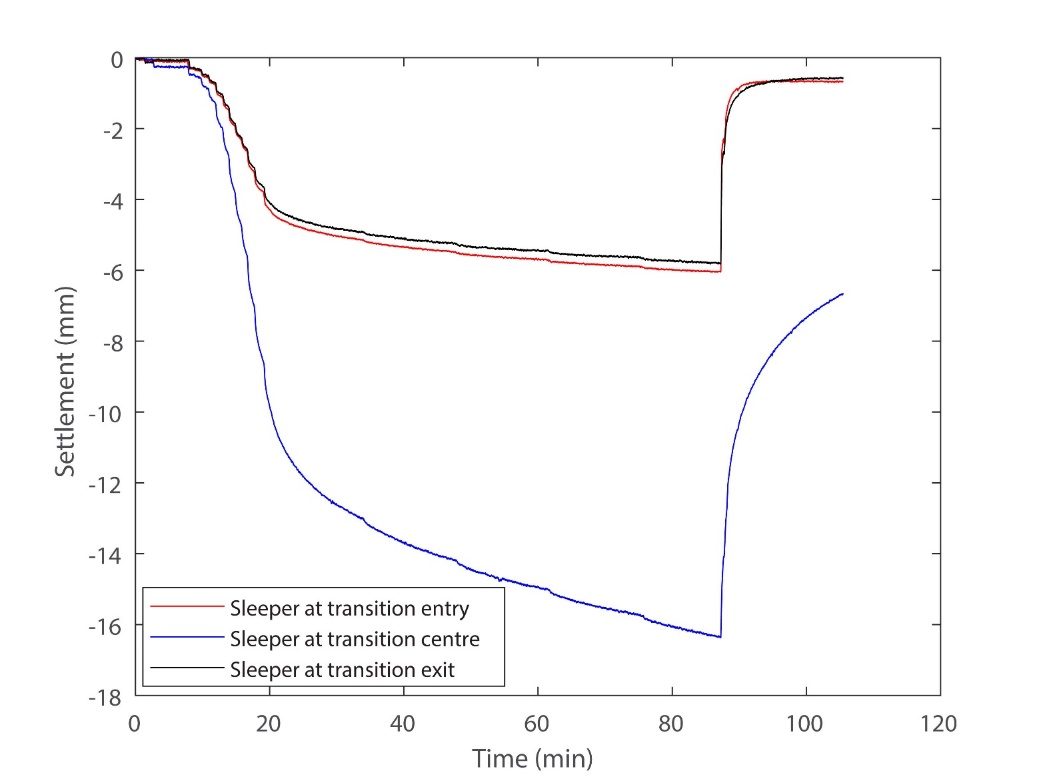 0
-2
-4
-6
-8
-10
-12
-14
-16
-18
Settlement (mm)
Sleeper at transition entry
Sleeper at transition centre
Sleeper at transition exit
0 20 40 60 80 100 120
Time (min)